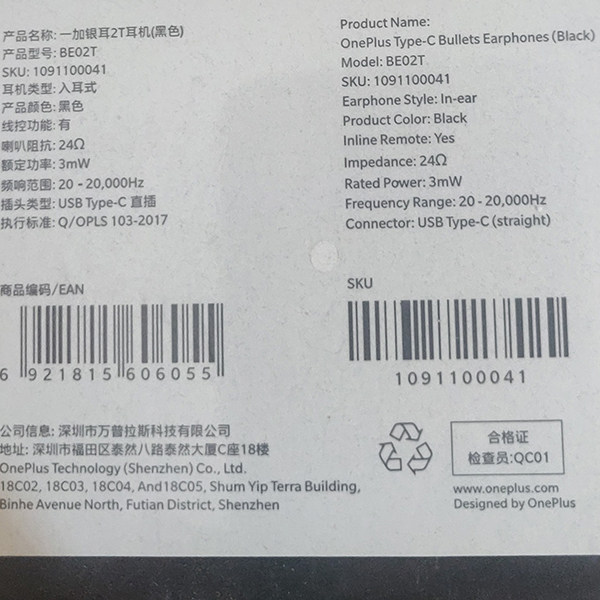 产品名称: 一加银耳2T耳机(黑色)
产品型号: BE02T
SKU: 1091100041
耳机类型: 入耳式
产品颜色: 黑色
线控功能: 有
喇叭阻抗: 24Ω
额定功率: 3mW
频响范围: 20 - 20,000Hz
插头类型: USB Type-C 直插
执行标准: Q/OPLS 103-2017
Product Name:
OnePlus Type-C Bullets Earphones (Black)
Model: BE02T
SKU: 1091100041
Earphone Style: In-ear
Product Color: Black
Inline Remote: Yes
Impedance: 24Ω
Rated Power: 3mW
Frequency Range: 20 - 20,000Hz
Connector: USB Type-C (straight)
商品编码/EAN
6 921815 606055
SKU
1091100041
公司信息: 深圳市万普拉斯科技有限公司
地址: 深圳市福田区泰然八路泰然大厦C座18楼
OnePlus Technology (Shenzhen) Co., Ltd.
18C02, 18C03, 18C04, And18C05, Shum Yip Terra Building,
Binhe Avenue North, Futian District, Shenzhen
合格证
检查员:QC01
www.oneplus.com
Designed by OnePlus